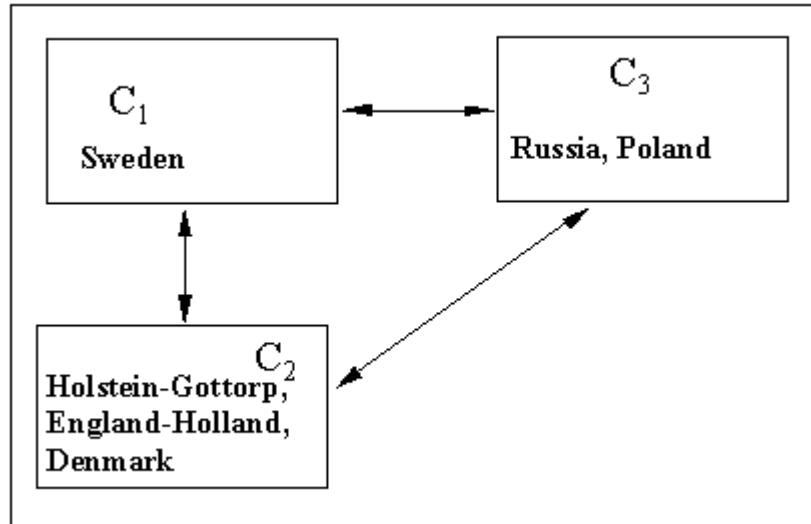 C1
Sweden
C3
Russia, Poland
C2
Holstein-Gottorp,
England-Holland,
Denmark